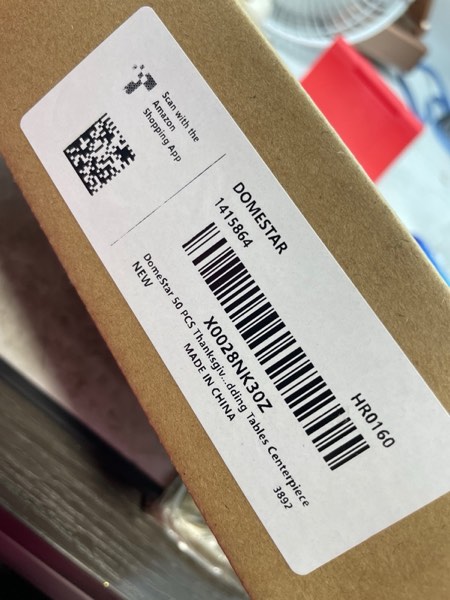 Scan with the
Amazon
Shopping App
DOMESTAR
1415864
HR0160
X0028NK30Z
DomeStar 50 PCS Thanksgiv...dding Tables Centerpiece
NEW
MADE IN CHINA
3892